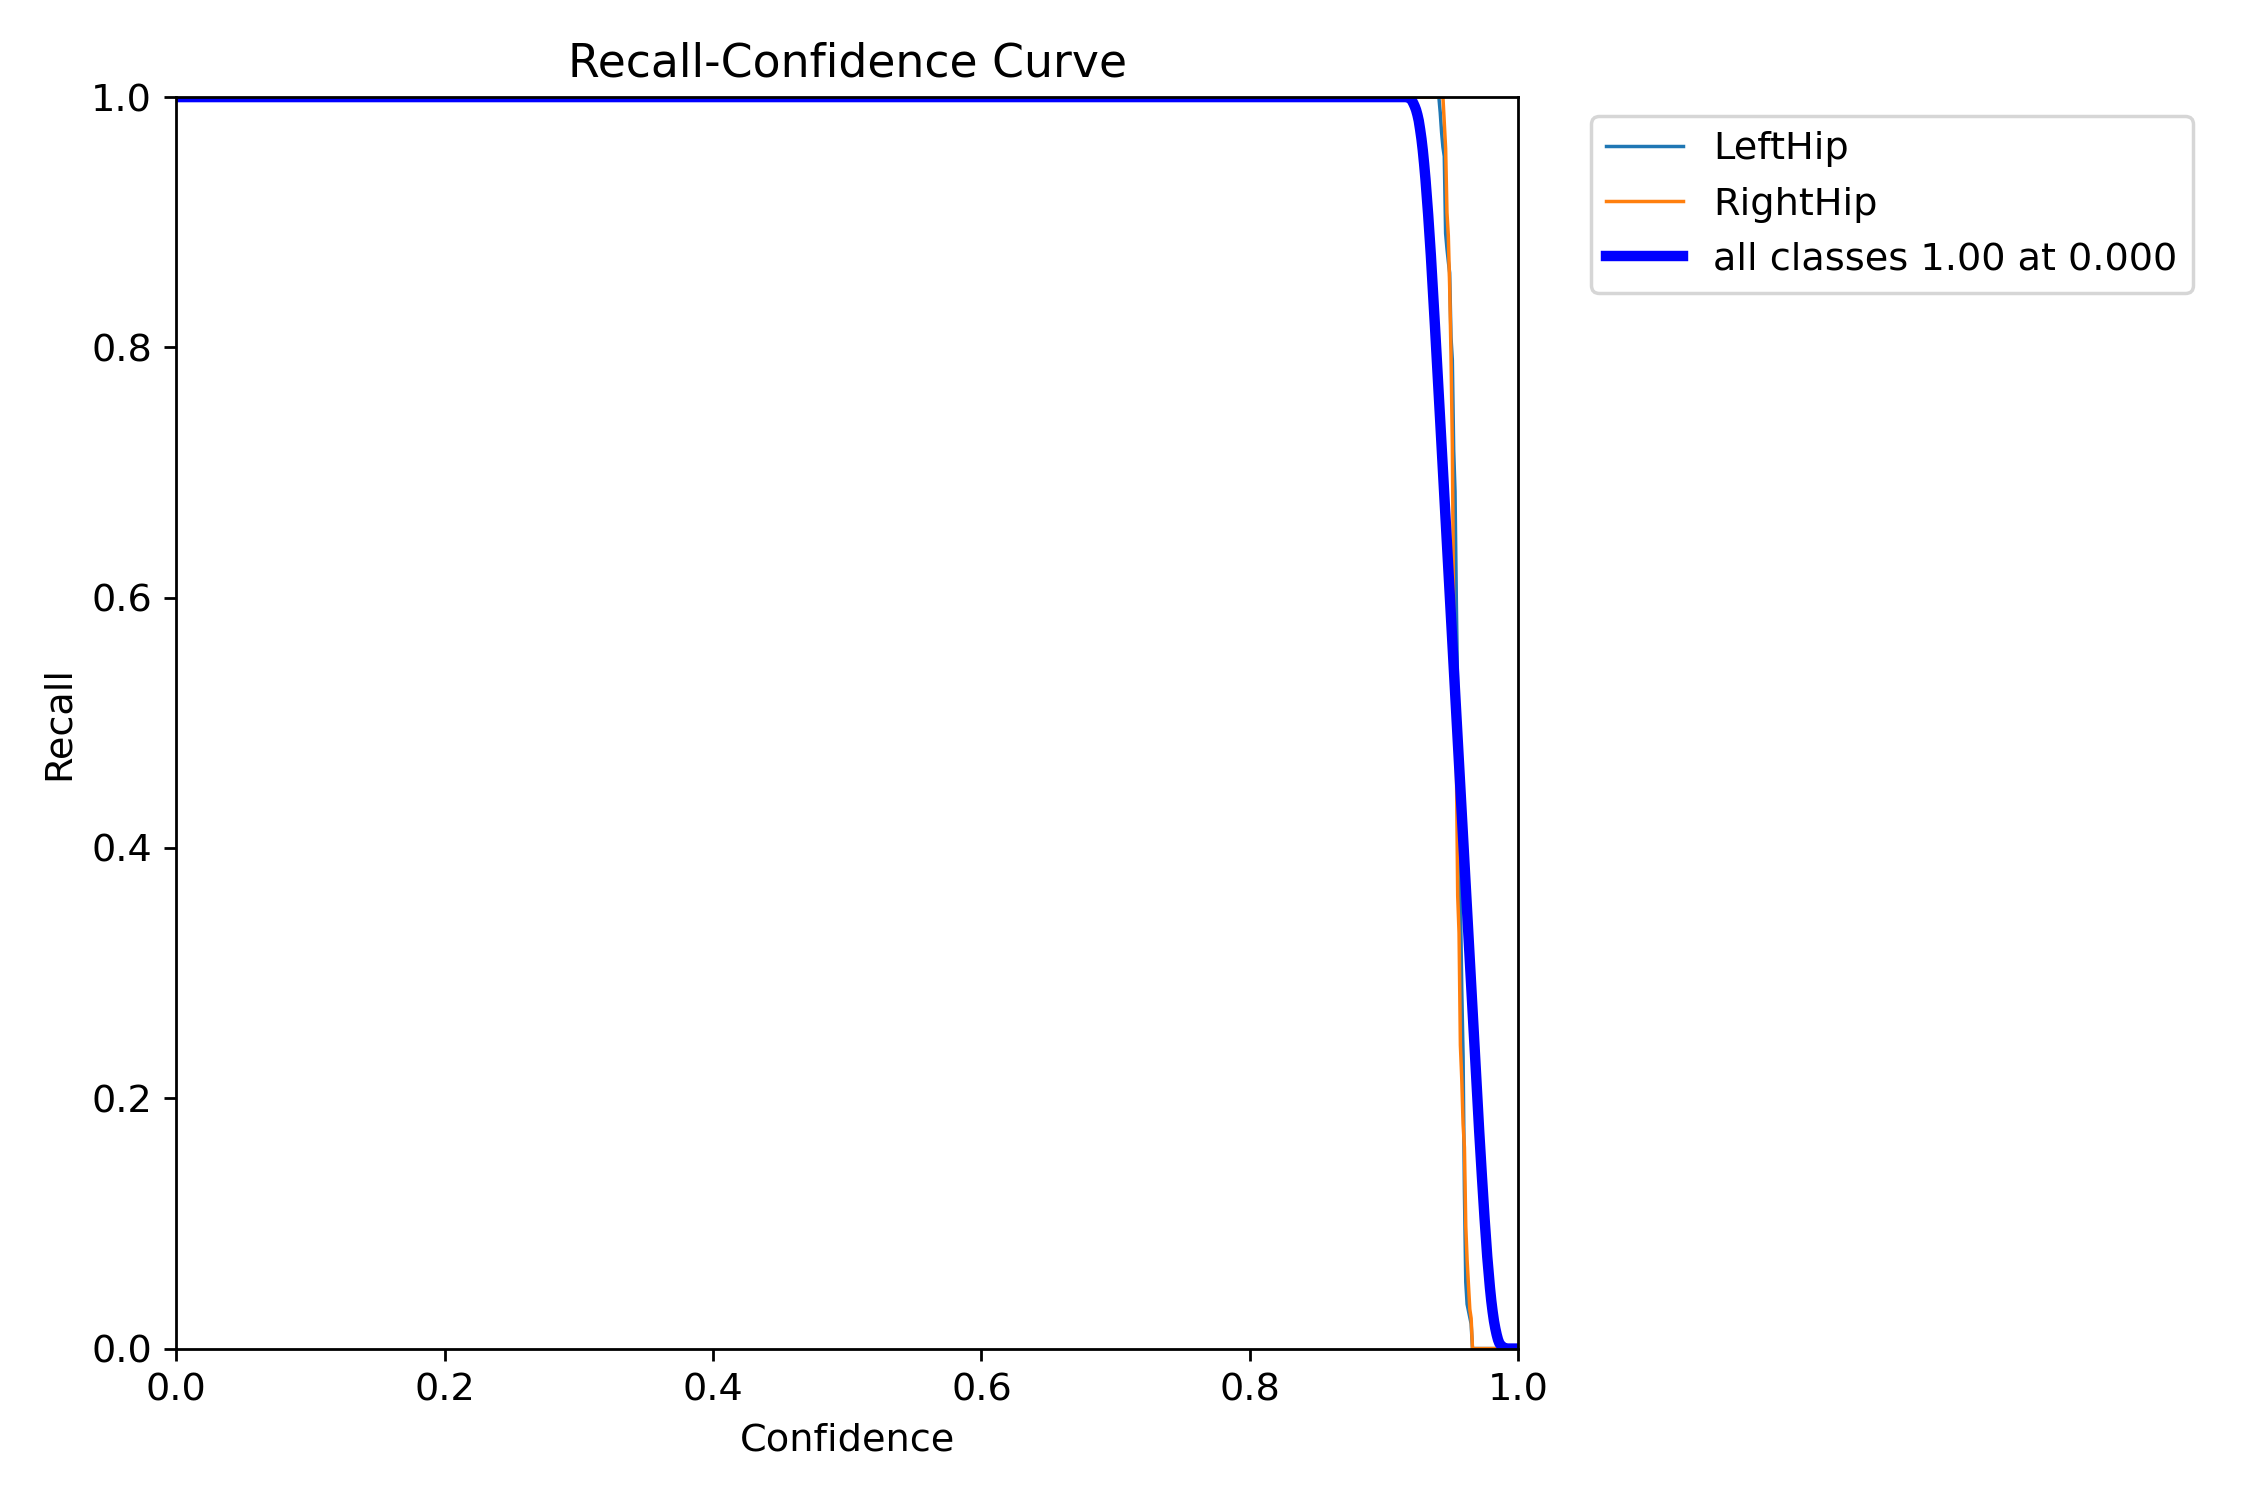 Recall-Confidence Curve
1.0
0.8
0.6
0.4
0.2
0.0
Recall
0.0 0.2 0.4 0.6 0.8 1.0
Confidence
LeftHip
RightHip
all classes 1.00 at 0.000